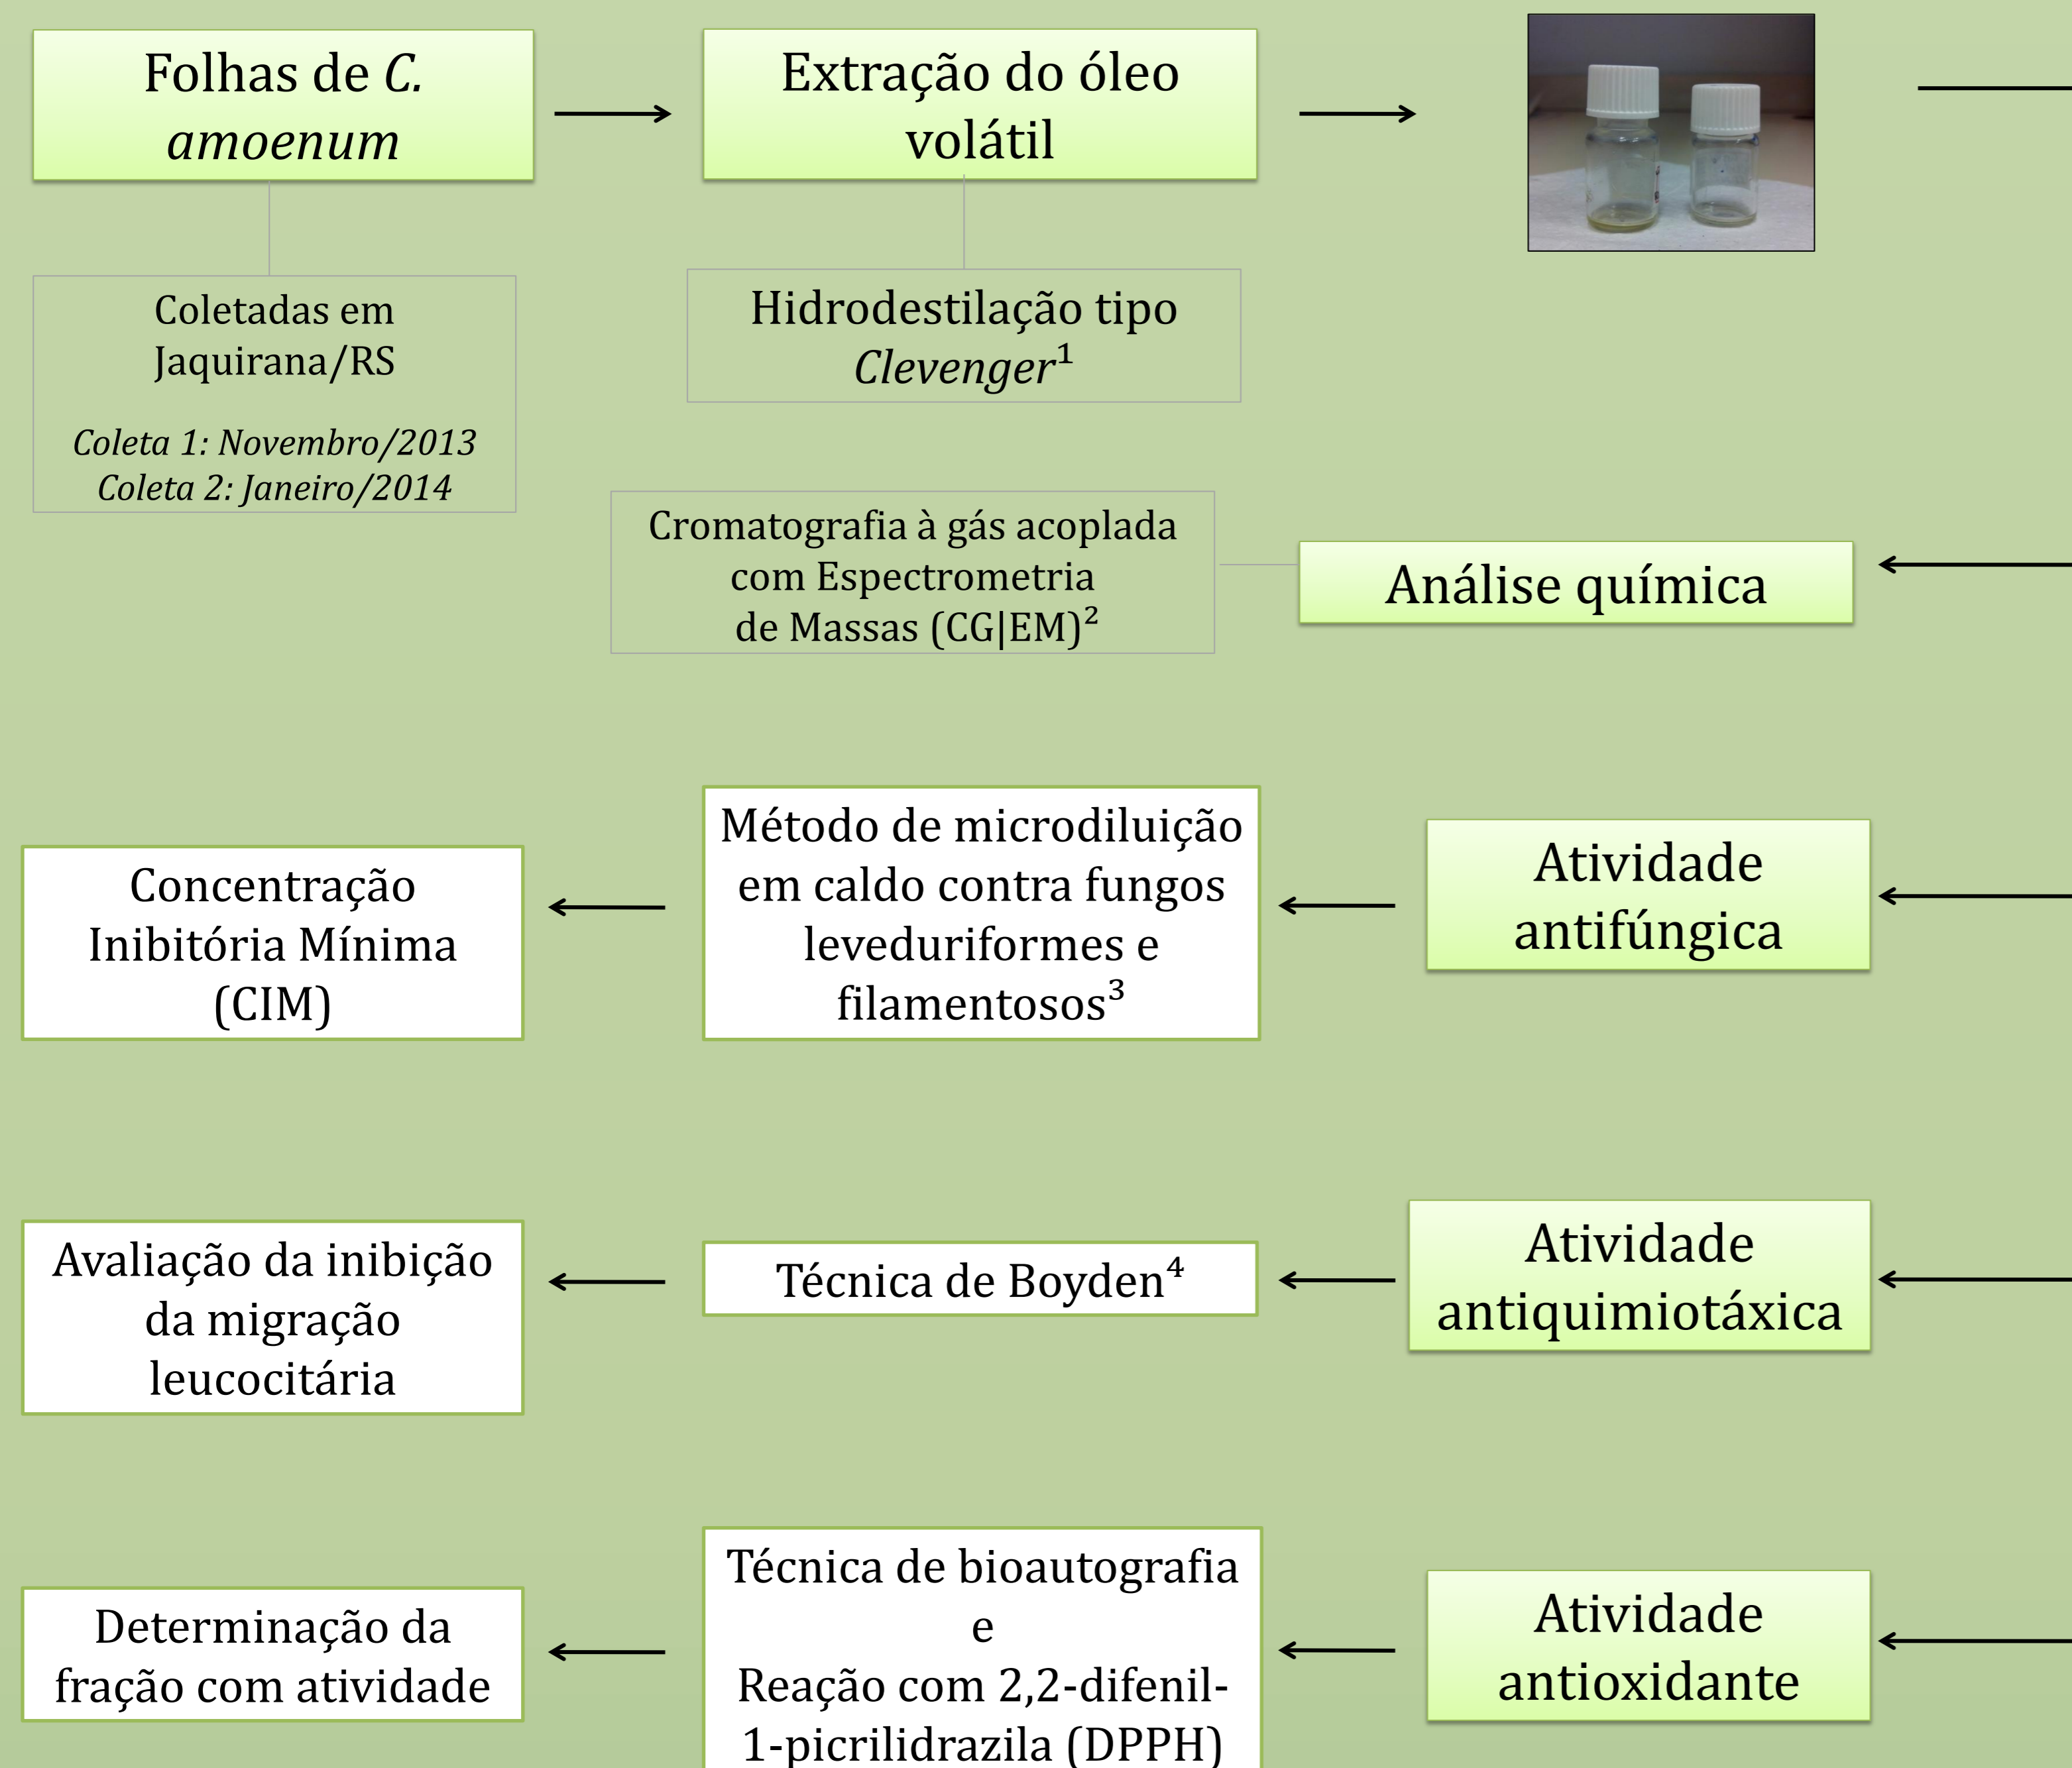 Folhas de C.
amoenum
Extração do óleo
volátil
Coletadas em
Jaquirana/RS
Coleta 1: Novembro/2013
Coleta 2: Janeiro/2014
Hidrodestilação tipo
Clevenger¹
Cromatografia à gás acoplada
com Espectrometria
de Massas (CG|EM)²
Análise química
Concentração
Inibitória Mínima
(CIM)
Método de microdiluição
em caldo contra fungos
leveduriformes e
filamentosos³
Atividade
antifúngica
Avaliação da inibição
da migração
leucocitária
Técnica de Boyden⁴
Atividade
antiquimiotáxica
Determinação da
fração com atividade
Técnica de bioautografia
e
Reação com 2,2-difenil-
1-picrilidrazila (DPPH)
Atividade
antioxidante